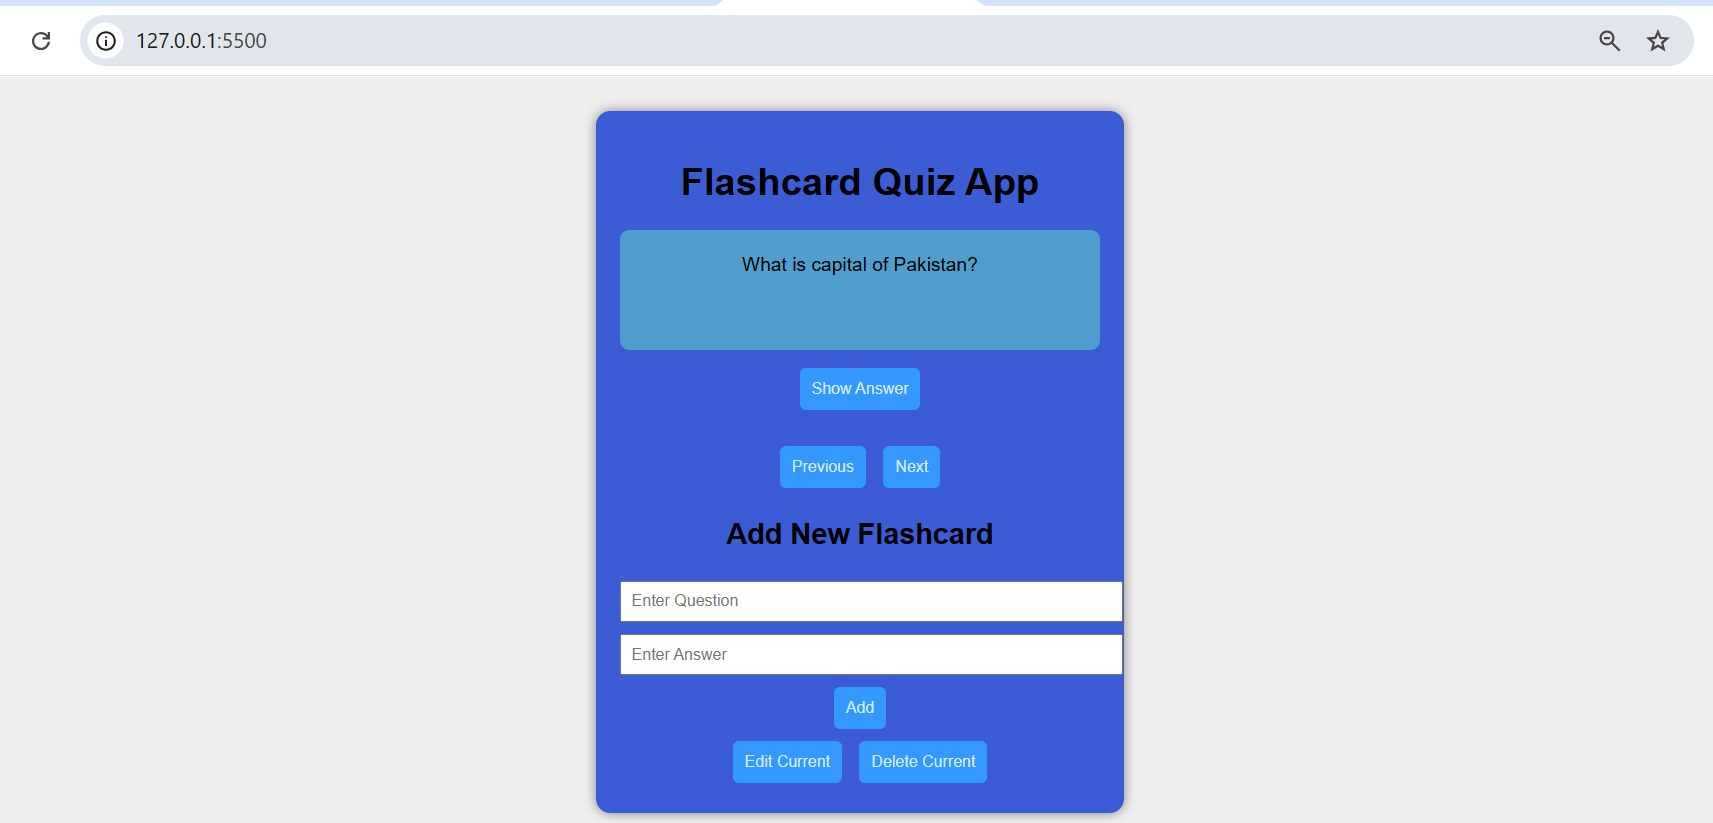 127.0.0.1:5500
Flashcard Quiz App
What is capital of Pakistan?
Show Answer
Previous Next
Add New Flashcard
Enter Question
Enter Answer
Add
Edit Current Delete Current